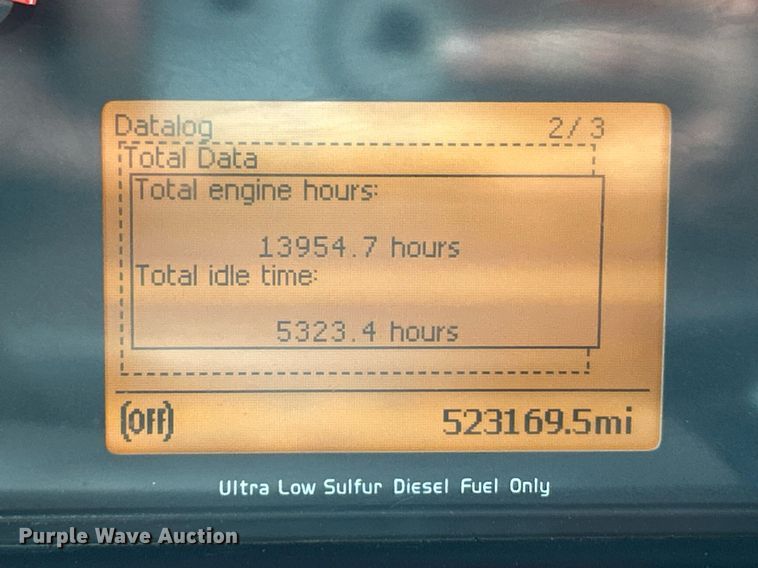 Datalog 2/3
Total Data
Total engine hours:
13954.7 hours
Total idle time:
5323.4 hours
(Off) 523169.5mi
Ultra Low Sulfur Diesel Fuel Only
Purple Wave Auction